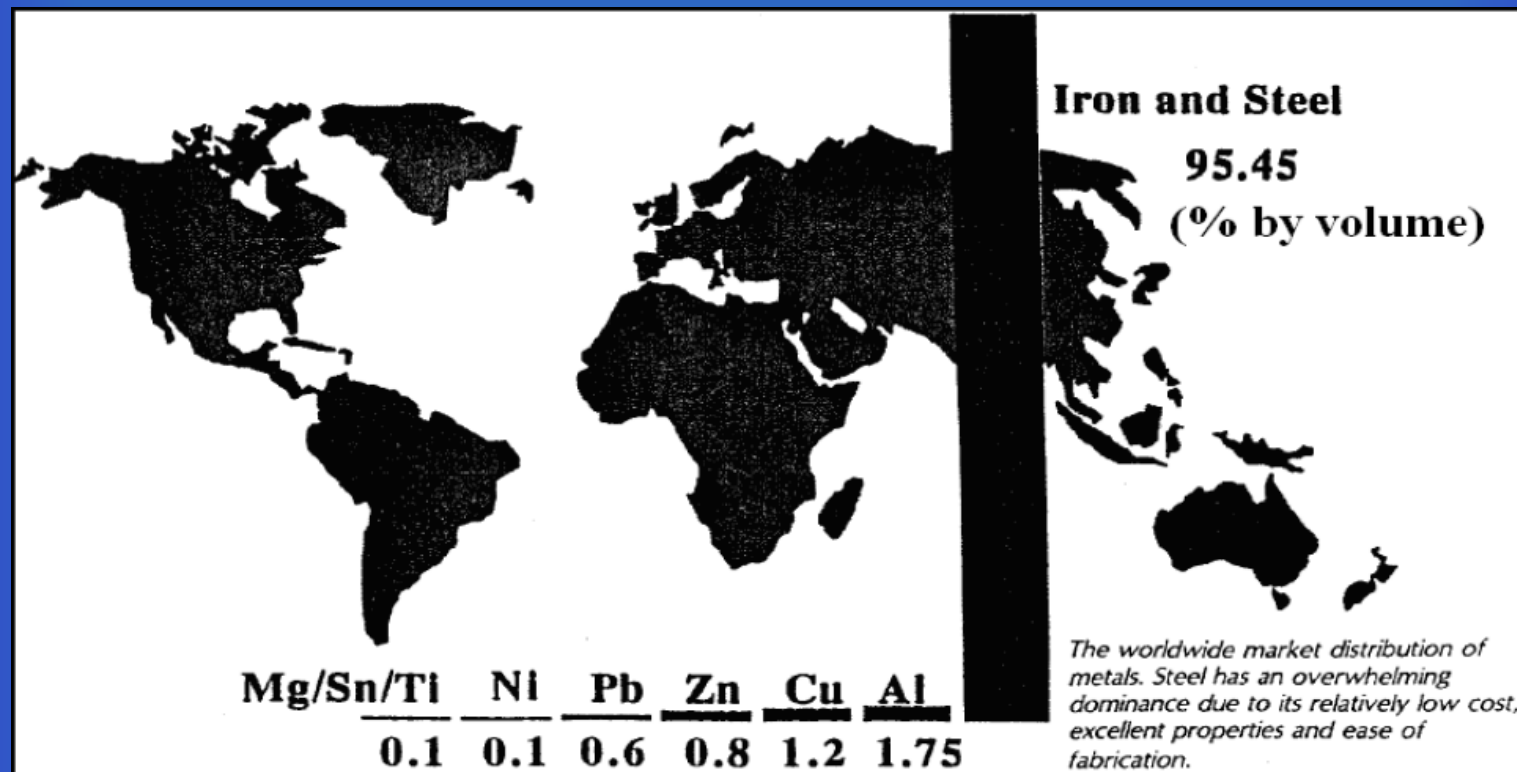 Iron and Steel
95.45
(% by volume)
Mg/Sn/Ti Ni Pb Zn Cu Al
0.1 0.1 0.6 0.8 1.2 1.75
The worldwide market distribution of
metals. Steel has an overwhelming
dominance due to its relatively low cost,
excellent properties and ease of
fabrication.